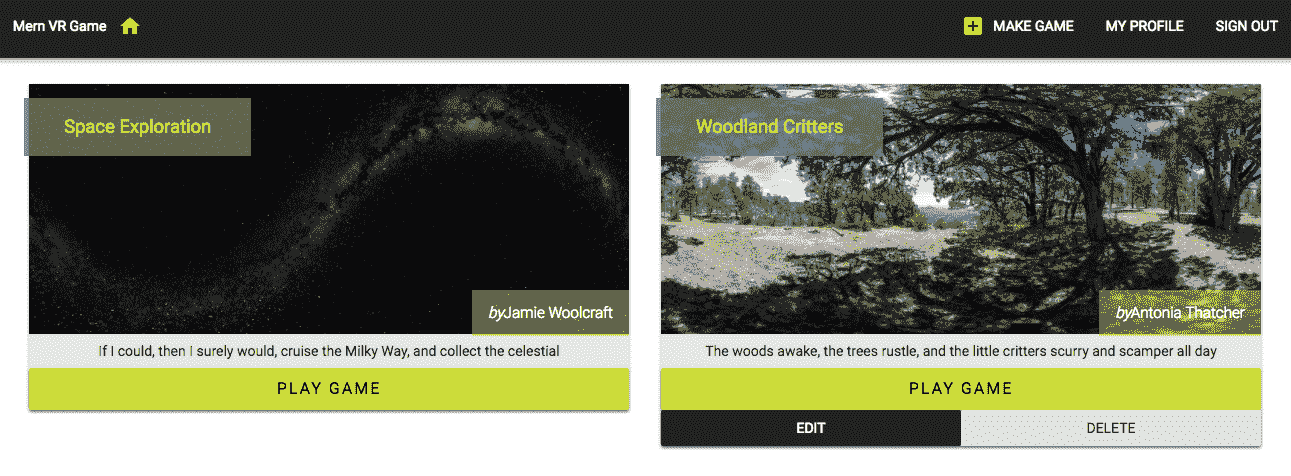 Mern VR Game
MAKE GAME
MY PROFILE
SIGN OUT
Space Exploration
byJamie Woolcraft
If I could, then I surely would, cruise the Milky Way, and collect the celestial
PLAY GAME
Woodland Critters
byAntonia Thatcher
The woods awake, the trees rustle, and the little critters scurry and scamper all day
PLAY GAME
EDIT
DELETE